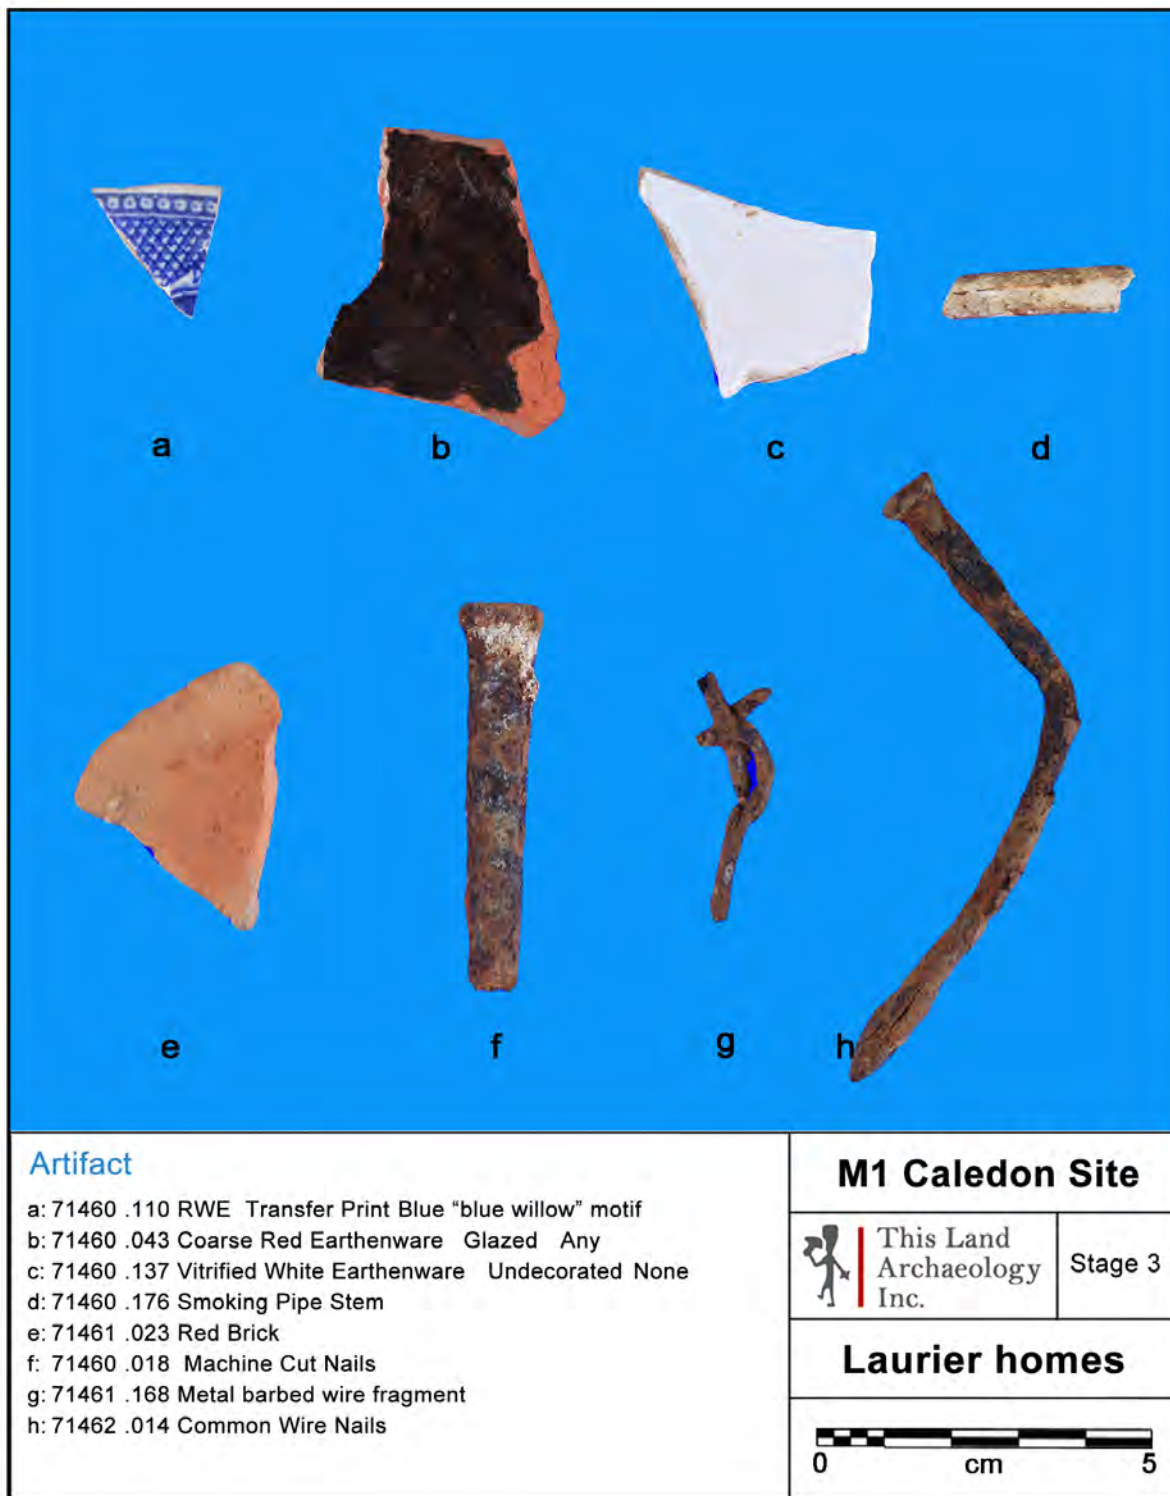 a
b
c
d
e
f
g
h
Artifact
a: 71460 .110 RWE Transfer Print Blue “blue willow” motif
b: 71460 .043 Coarse Red Earthenware Glazed Any
c: 71460 .137 Vitrified White Earthenware Undecorated None
d: 71460 .176 Smoking Pipe Stem
e: 71461 .023 Red Brick
f: 71460 .018 Machine Cut Nails
g: 71461 .168 Metal barbed wire fragment
h: 71462 .014 Common Wire Nails
M1 Caledon Site
This Land
Archaeology
Inc.
Stage 3
Laurier homes
0 cm 5